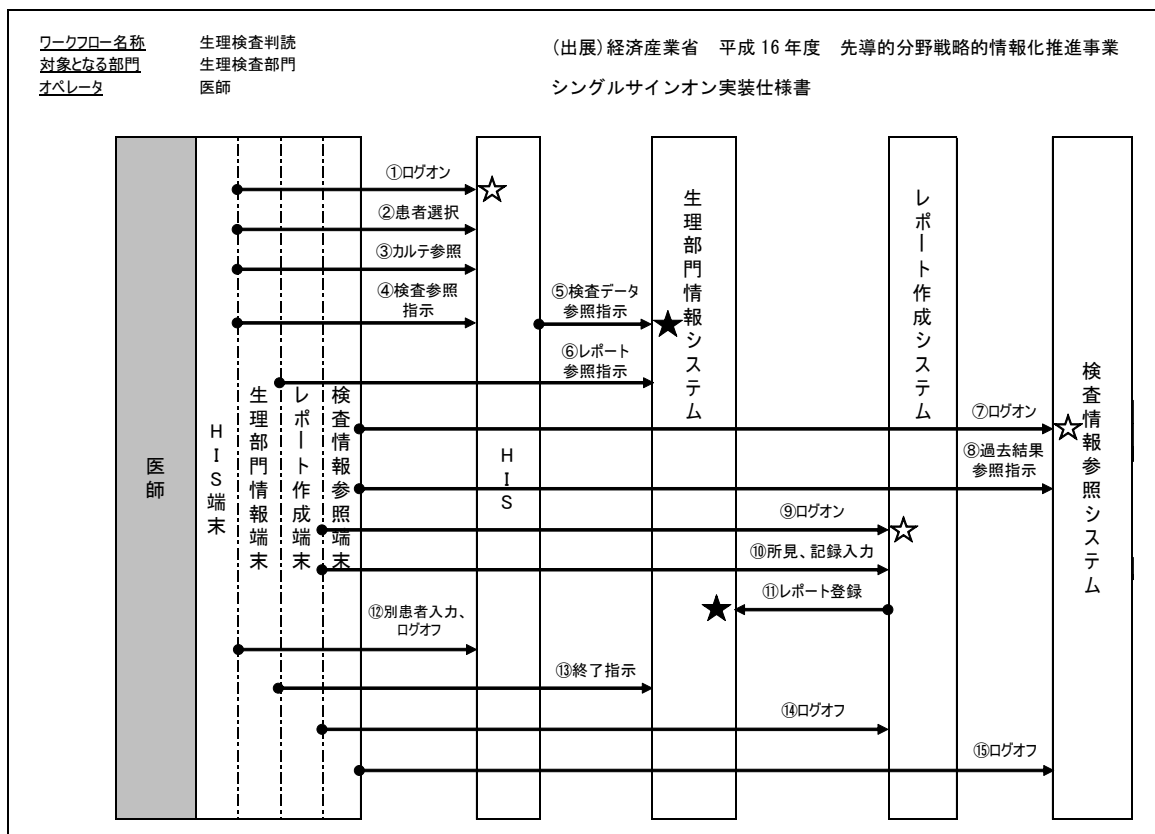 ワークフロー名称 生理検査判読
対象となる部門 生理検査部門
オペレータ 医師
(出展)経済産業省 平成16年度 先導的分野戦略的情報化推進事業
シングルサインオン実装仕様書
医師
HIS端末
生理部門情報端末
レポート作成端末
検査情報参照端末
HIS
生理部門情報システム
レポート作成システム
検査情報参照システム
①ログオン
②患者選択
③カルテ参照
④検査参照
指示
⑤検査データ
参照指示
⑥レポート
参照指示
⑦ログオン
⑧過去結果
参照指示
⑨ログオン
⑩所見、記録入力
⑪レポート登録
⑫別患者入力、
ログオフ
⑬終了指示
⑭ログオフ
⑮ログオフ